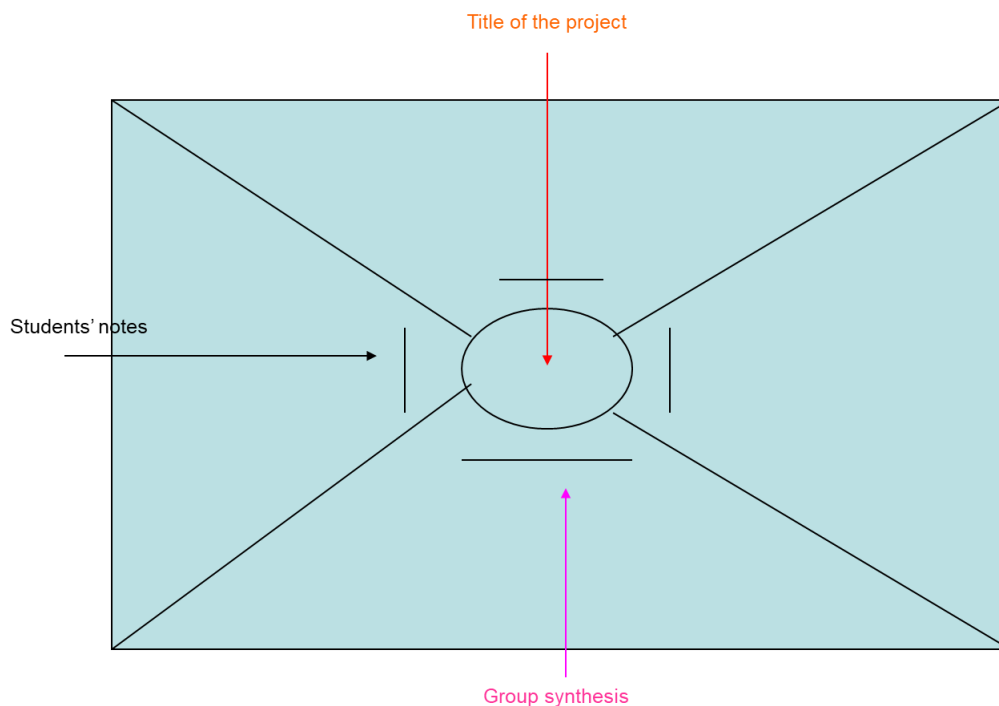 Title of the project
Students’ notes
Group synthesis